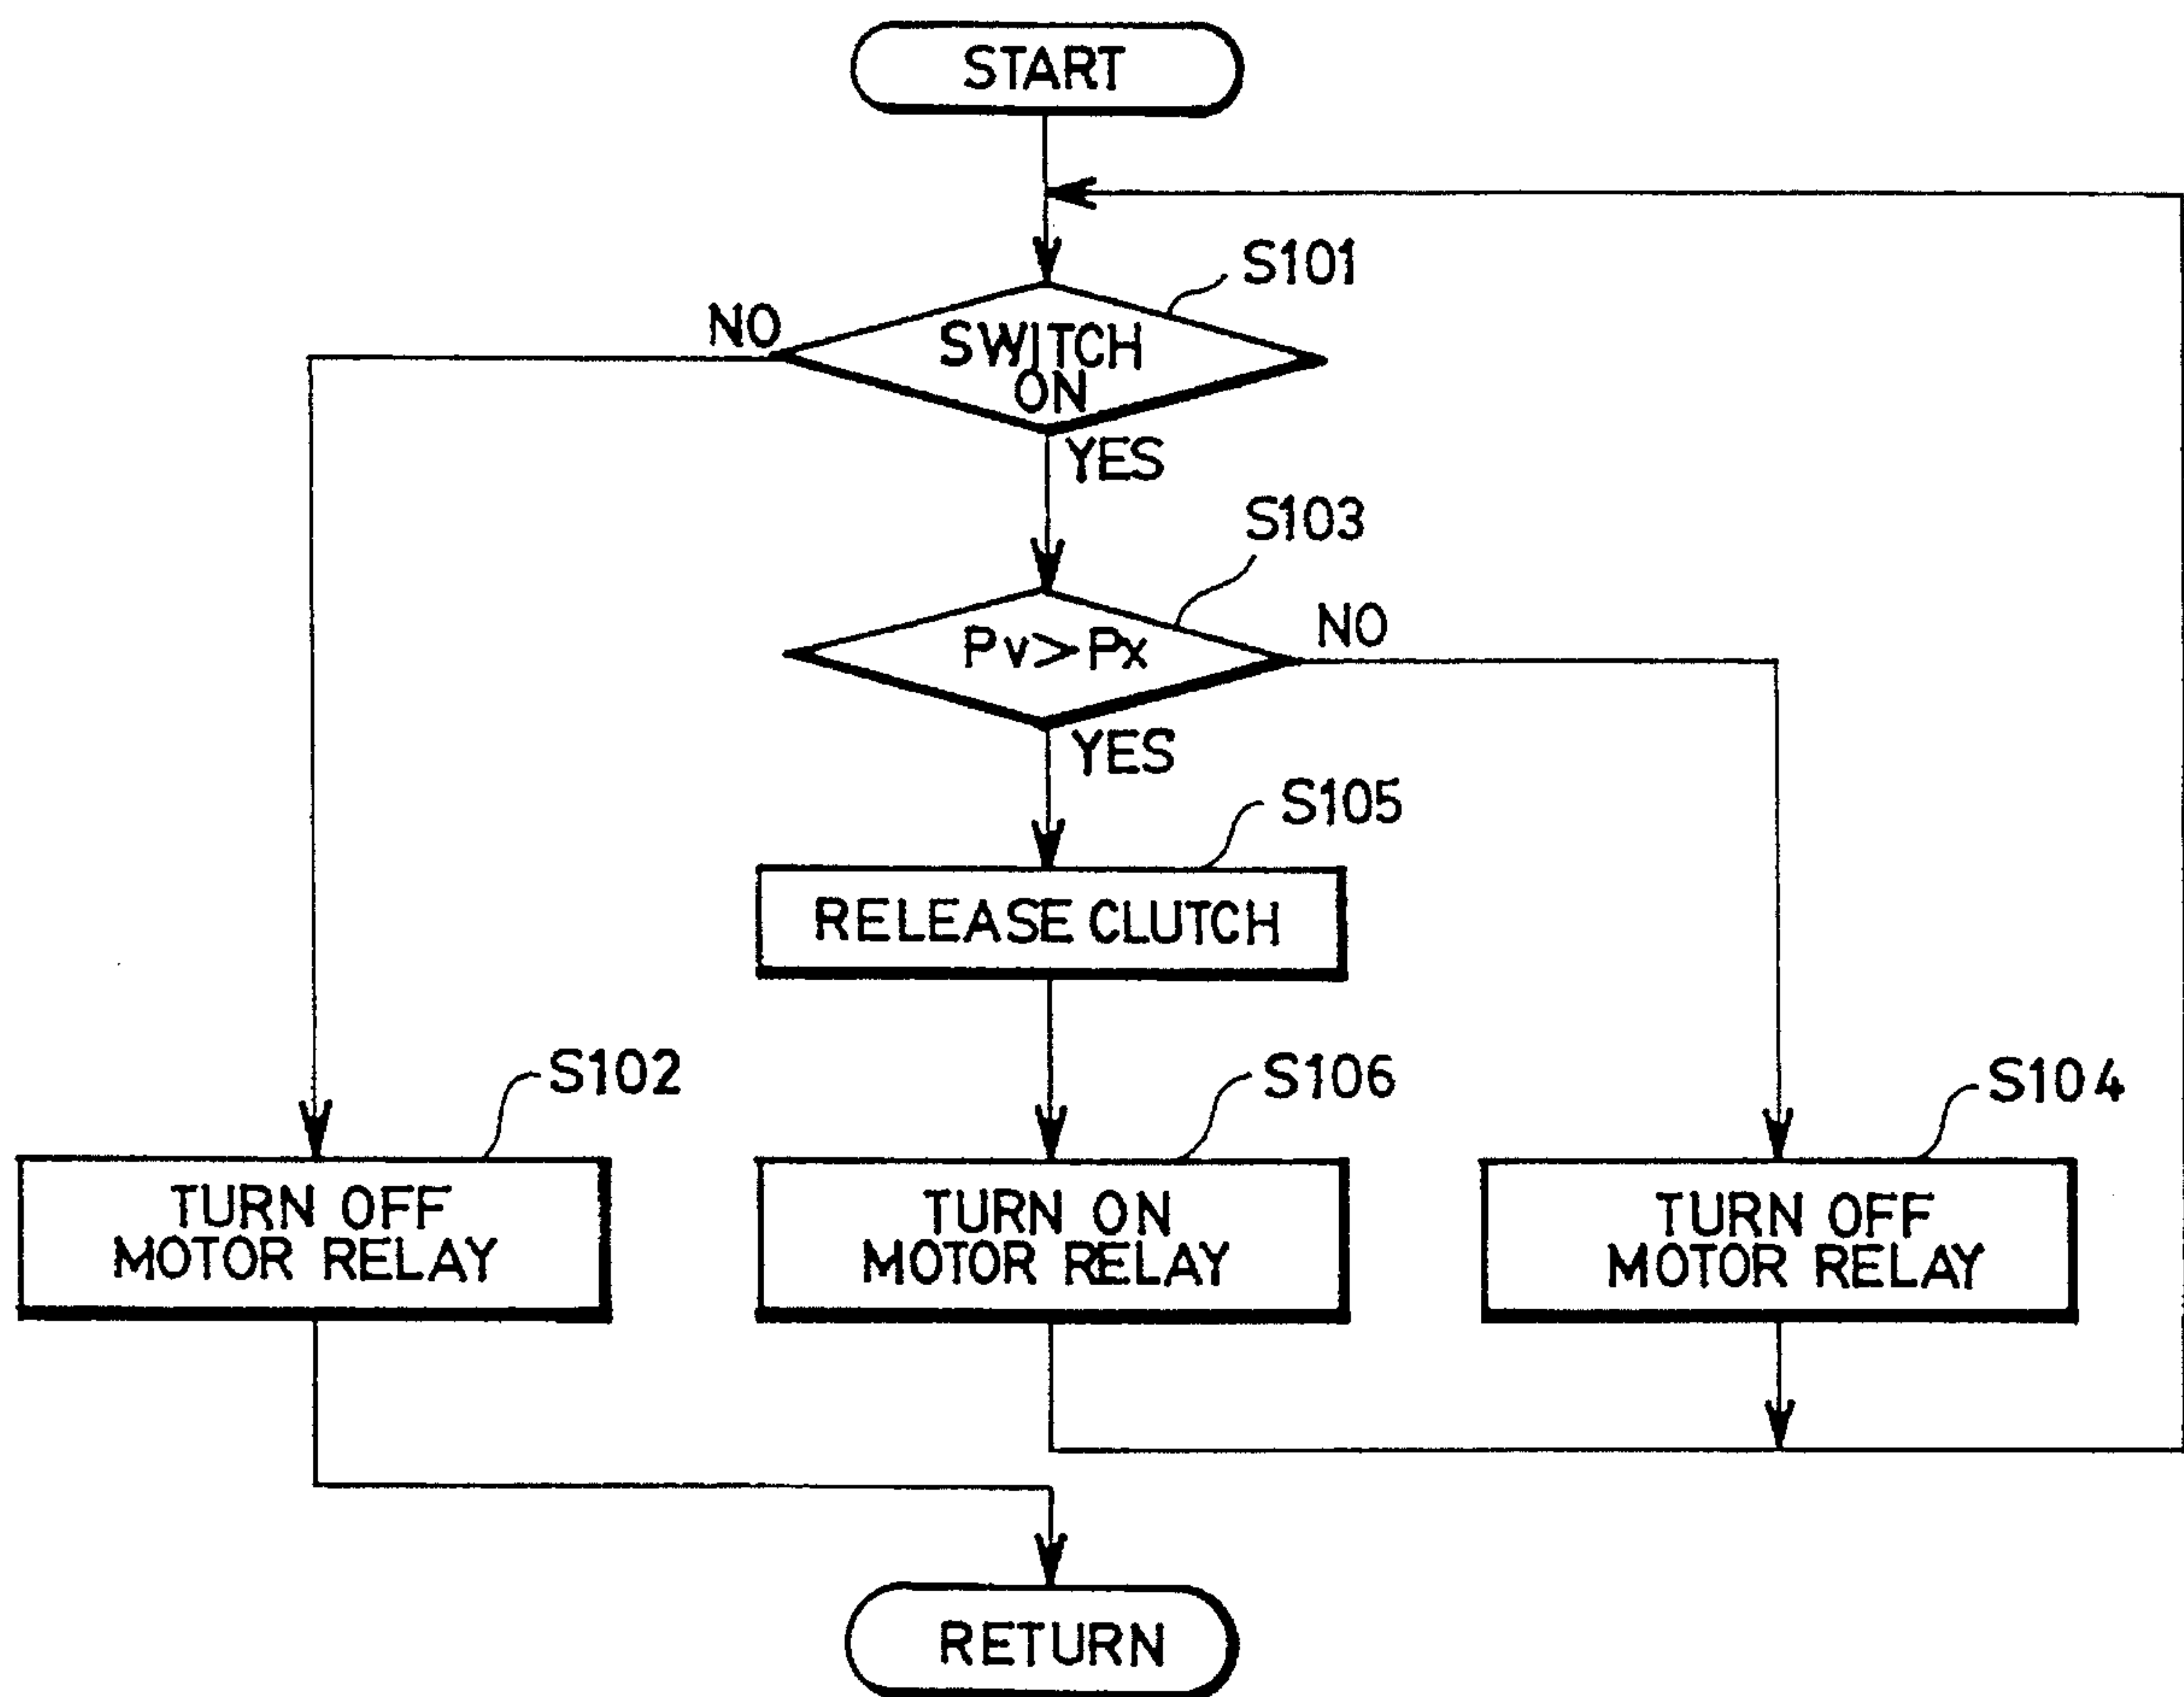 START
S101
NO
SWITCH
ON
YES
S103
NO
Pv>Px
YES
S105
RELEASE CLUTCH
S102
S106
S104
TURN OFF
MOTOR RELAY
TURN ON
MOTOR RELAY
TURN OFF
MOTOR RELAY
RETURN